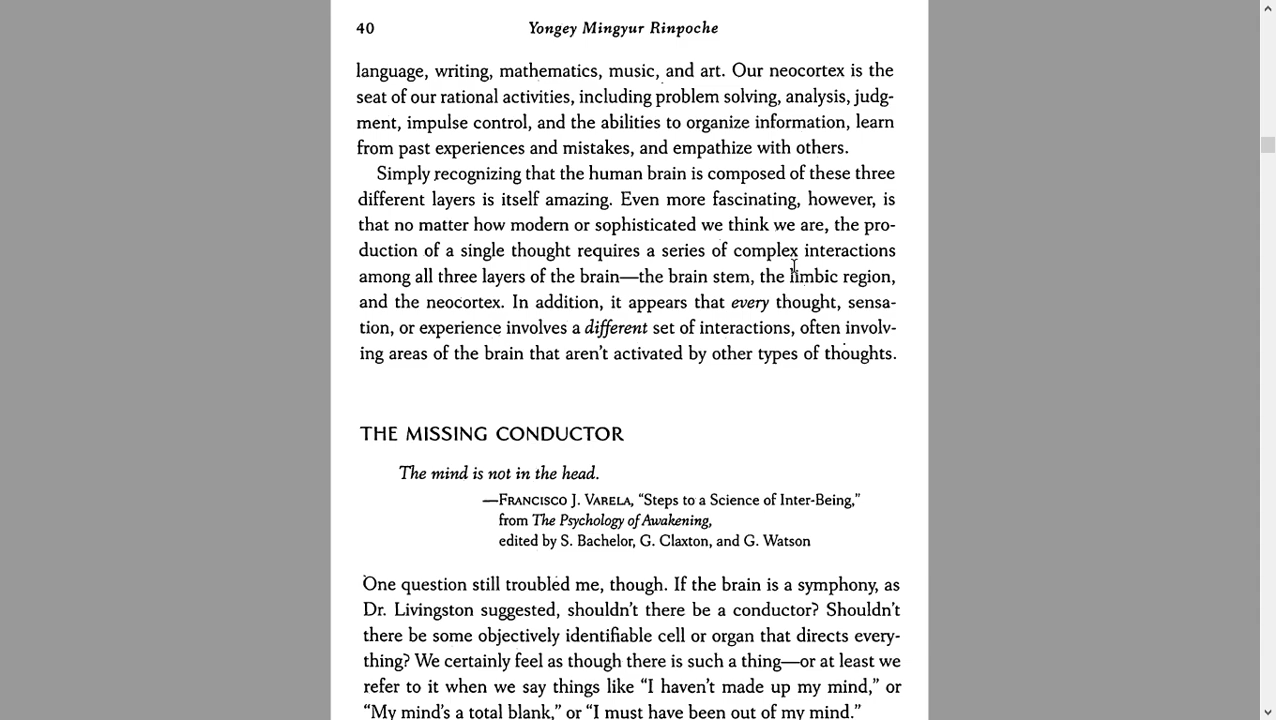 40 Yongey Mingyur Rinpoche
language, writing, mathematics, music, and art. Our neocortex is the
seat of our rational activities, including problem solving, analysis, judg-
ment, impulse control, and the abilities to organize information, learn
from past experiences and mistakes, and empathize with others.
Simply recognizing that the human brain is composed of these three
different layers is itself amazing. Even more fascinating, however, is
that no matter how modern or sophisticated we think we are, the pro-
duction of a single thought requires a series of complex interactions
among all three layers of the brain—the brain stem, the limbic region,
and the neocortex. In addition, it appears that every thought, sensa-
tion, or experience involves a different set of interactions, often involv-
ing areas of the brain that aren't activated by other types of thoughts.
THE MISSING CONDUCTOR
The mind is not in the head.
—FRANCISCO J. VARELA, “Steps to a Science of Inter-Being,”
from The Psychology of Awakening,
edited by S. Bachelor, G. Claxton, and G. Watson
One question still troubled me, though. If the brain is a symphony, as
Dr. Livingston suggested, shouldn't there be a conductor? Shouldn't
there be some objectively identifiable cell or organ that directs every-
thing? We certainly feel as though there is such a thing—or at least we
refer to it when we say things like “I haven't made up my mind,” or
“My mind's a total blank,” or “I must have been out of my mind.”